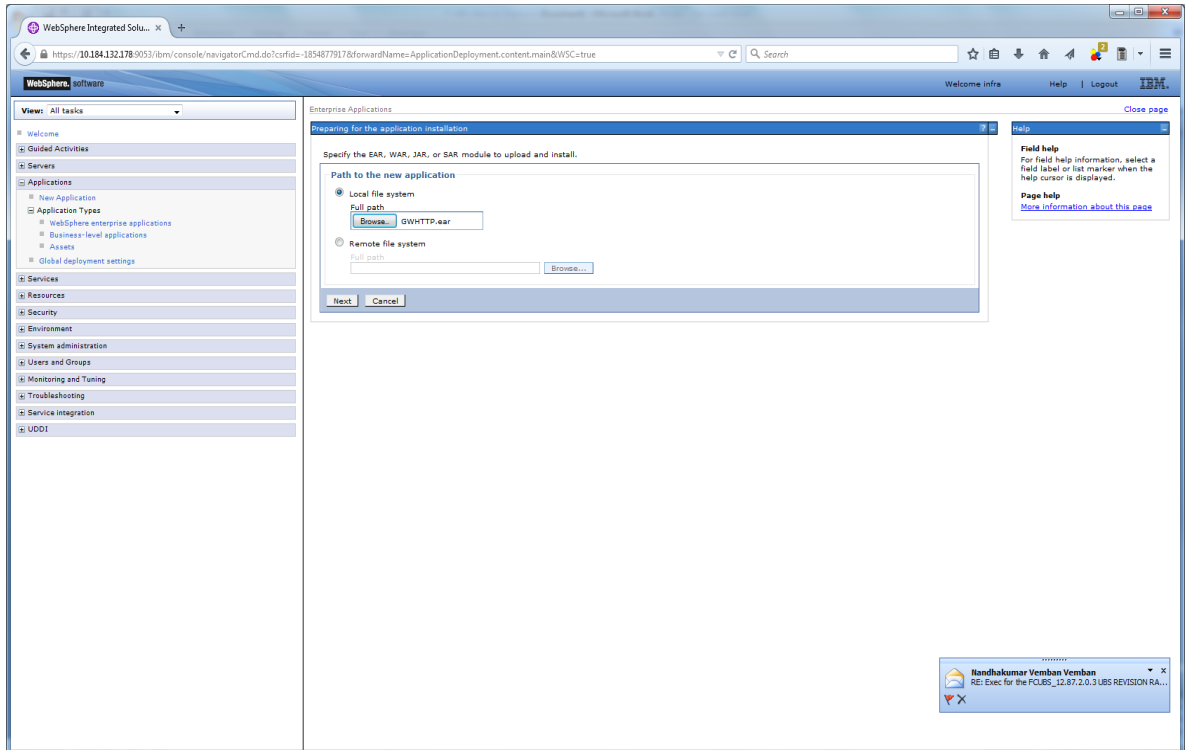 WebSphere Integrated Solu... × +
https://10.184.132.178:9053/ibm/console/navigatorCmd.do?csrfid=-1854877917&forwardName=ApplicationDeployment.content.main&WSC=true
Search
2
WebSphere. software
Welcome infra
Help | Logout
IBM.
View: All tasks
Welcome
Guided Activities
Servers
Applications
New Application
Application Types
WebSphere enterprise applications
Business-level applications
Assets
Global deployment settings
Services
Resources
Security
Environment
System administration
Users and Groups
Monitoring and Tuning
Troubleshooting
Service integration
UDDI
Enterprise Applications
Close page
Preparing for the application installation
? -
Specify the EAR, WAR, JAR, or SAR module to upload and install.
Path to the new application
Local file system
Full path
Browse.. GWHTTP.ear
Remote file system
Full path
Browse...
Next Cancel
Help
Field help
For field help information, select a
field label or list marker when the
help cursor is displayed.
Page help
More information about this page
Nandhakumar Vemban Vemban
RE: Exec for the FCUBS_12.87.2.0.3 UBS REVISION RA...